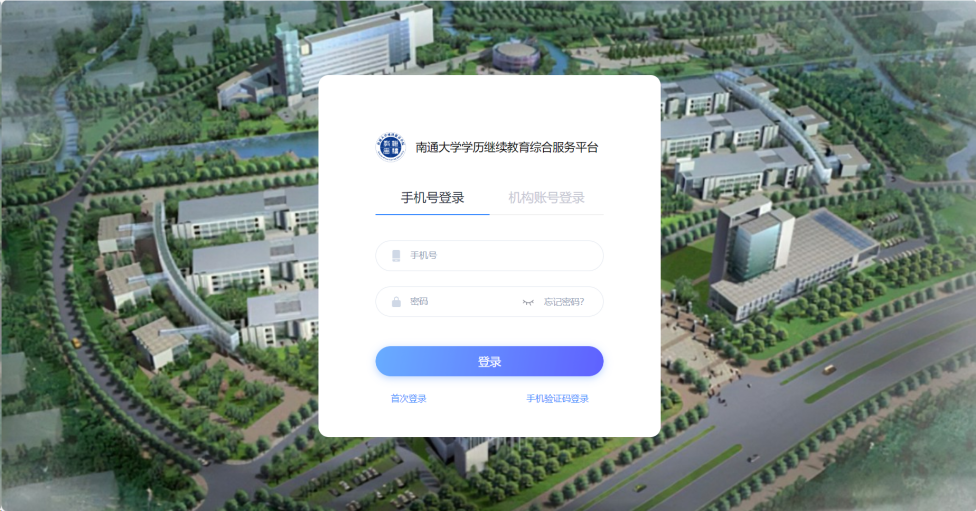 南通大学学历继续教育综合服务平台
手机号登录 机构账号登录
手机号
密码 忘记密码?
登录
首次登录 手机验证码登录